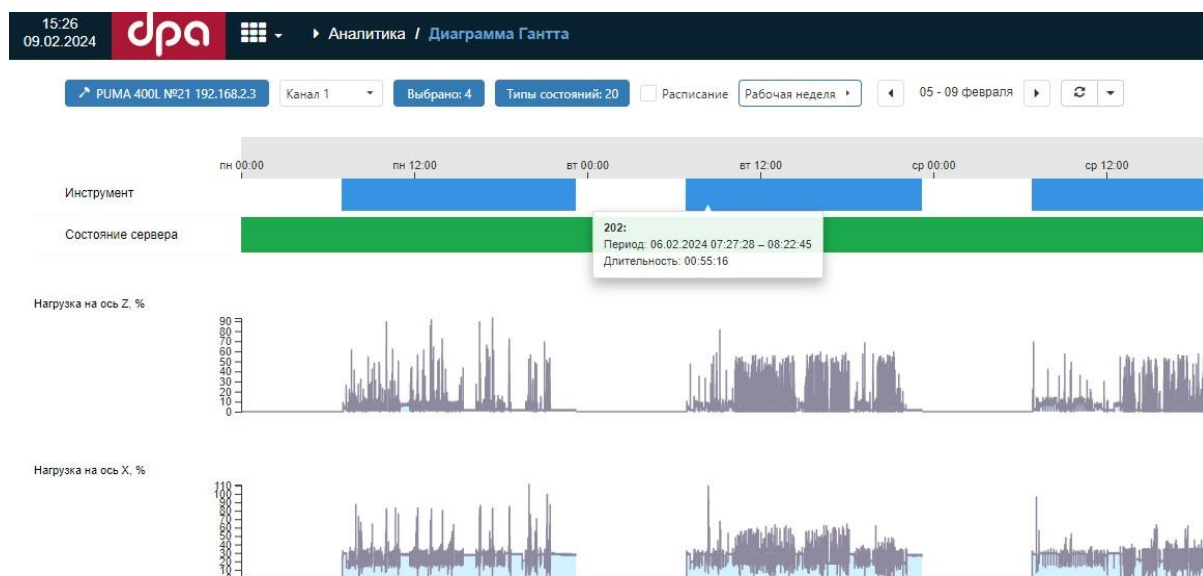 15:26
09.02.2024
dpa
Аналитика / Диаграмма Гантта
PUMA 400L №21 192.168.2.3
Канал 1
Выбрано: 4
Типы состояний: 20
Расписание
Рабочая неделя
05 - 09 февраля
пн 00:00 пн 12:00 вт 00:00 вт 12:00 ср 00:00 ср 12:00
Инструмент
Состояние сервера
202:
Период: 06.02.2024 07:27:28 – 08:22:45
Длительность: 00:55:16
Нагрузка на ось Z, %
90
80
70
60
50
40
30
20
10
0
Нагрузка на ось X, %
110
100
90
80
70
60
50
40
30
20
10